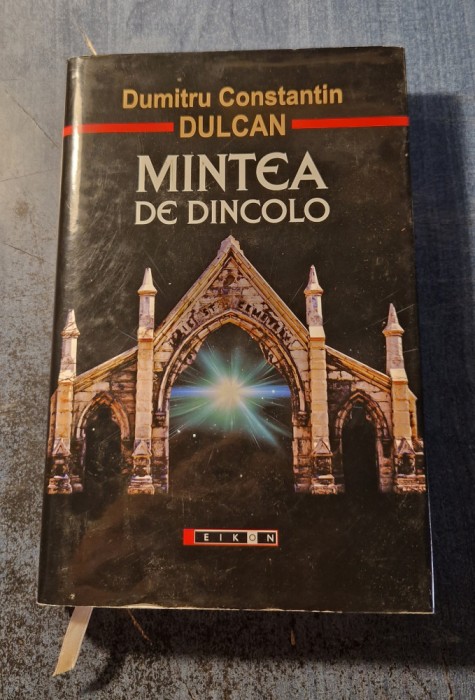 Dumitru Constantin
DULCAN
MINTEA
DE DINCOLO
EIKON